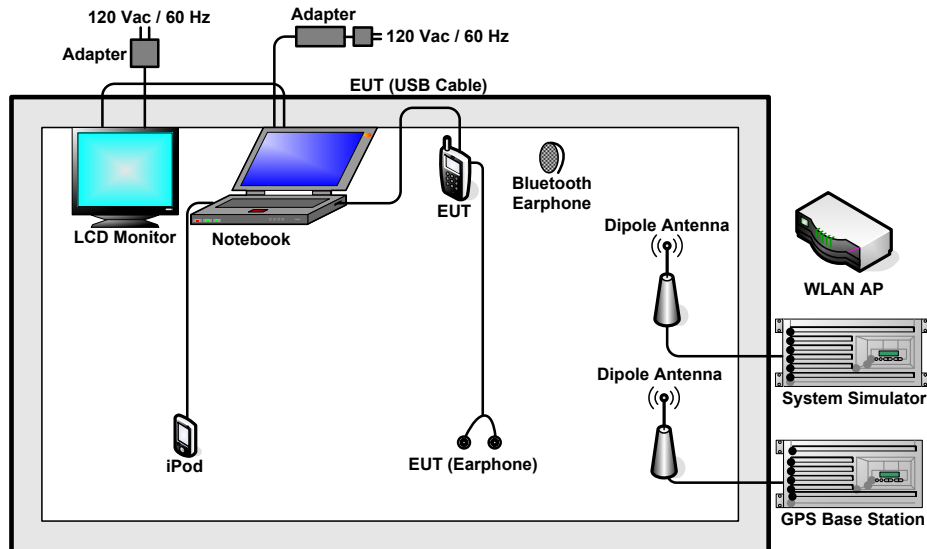 120 Vac / 60 Hz
Adapter
Adapter
120 Vac / 60 Hz
EUT (USB Cable)
LCD Monitor
Notebook
EUT
Bluetooth
Earphone
Dipole Antenna
WLAN AP
System Simulator
Dipole Antenna
iPod
EUT (Earphone)
GPS Base Station